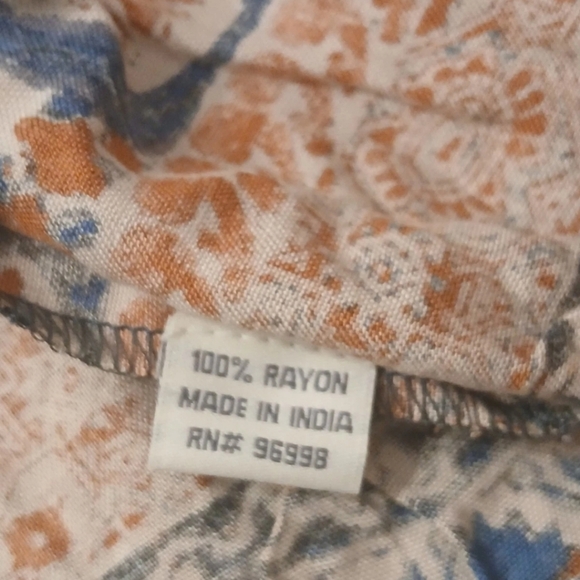 100% RAYON
MADE IN INDIA
RN# 96998